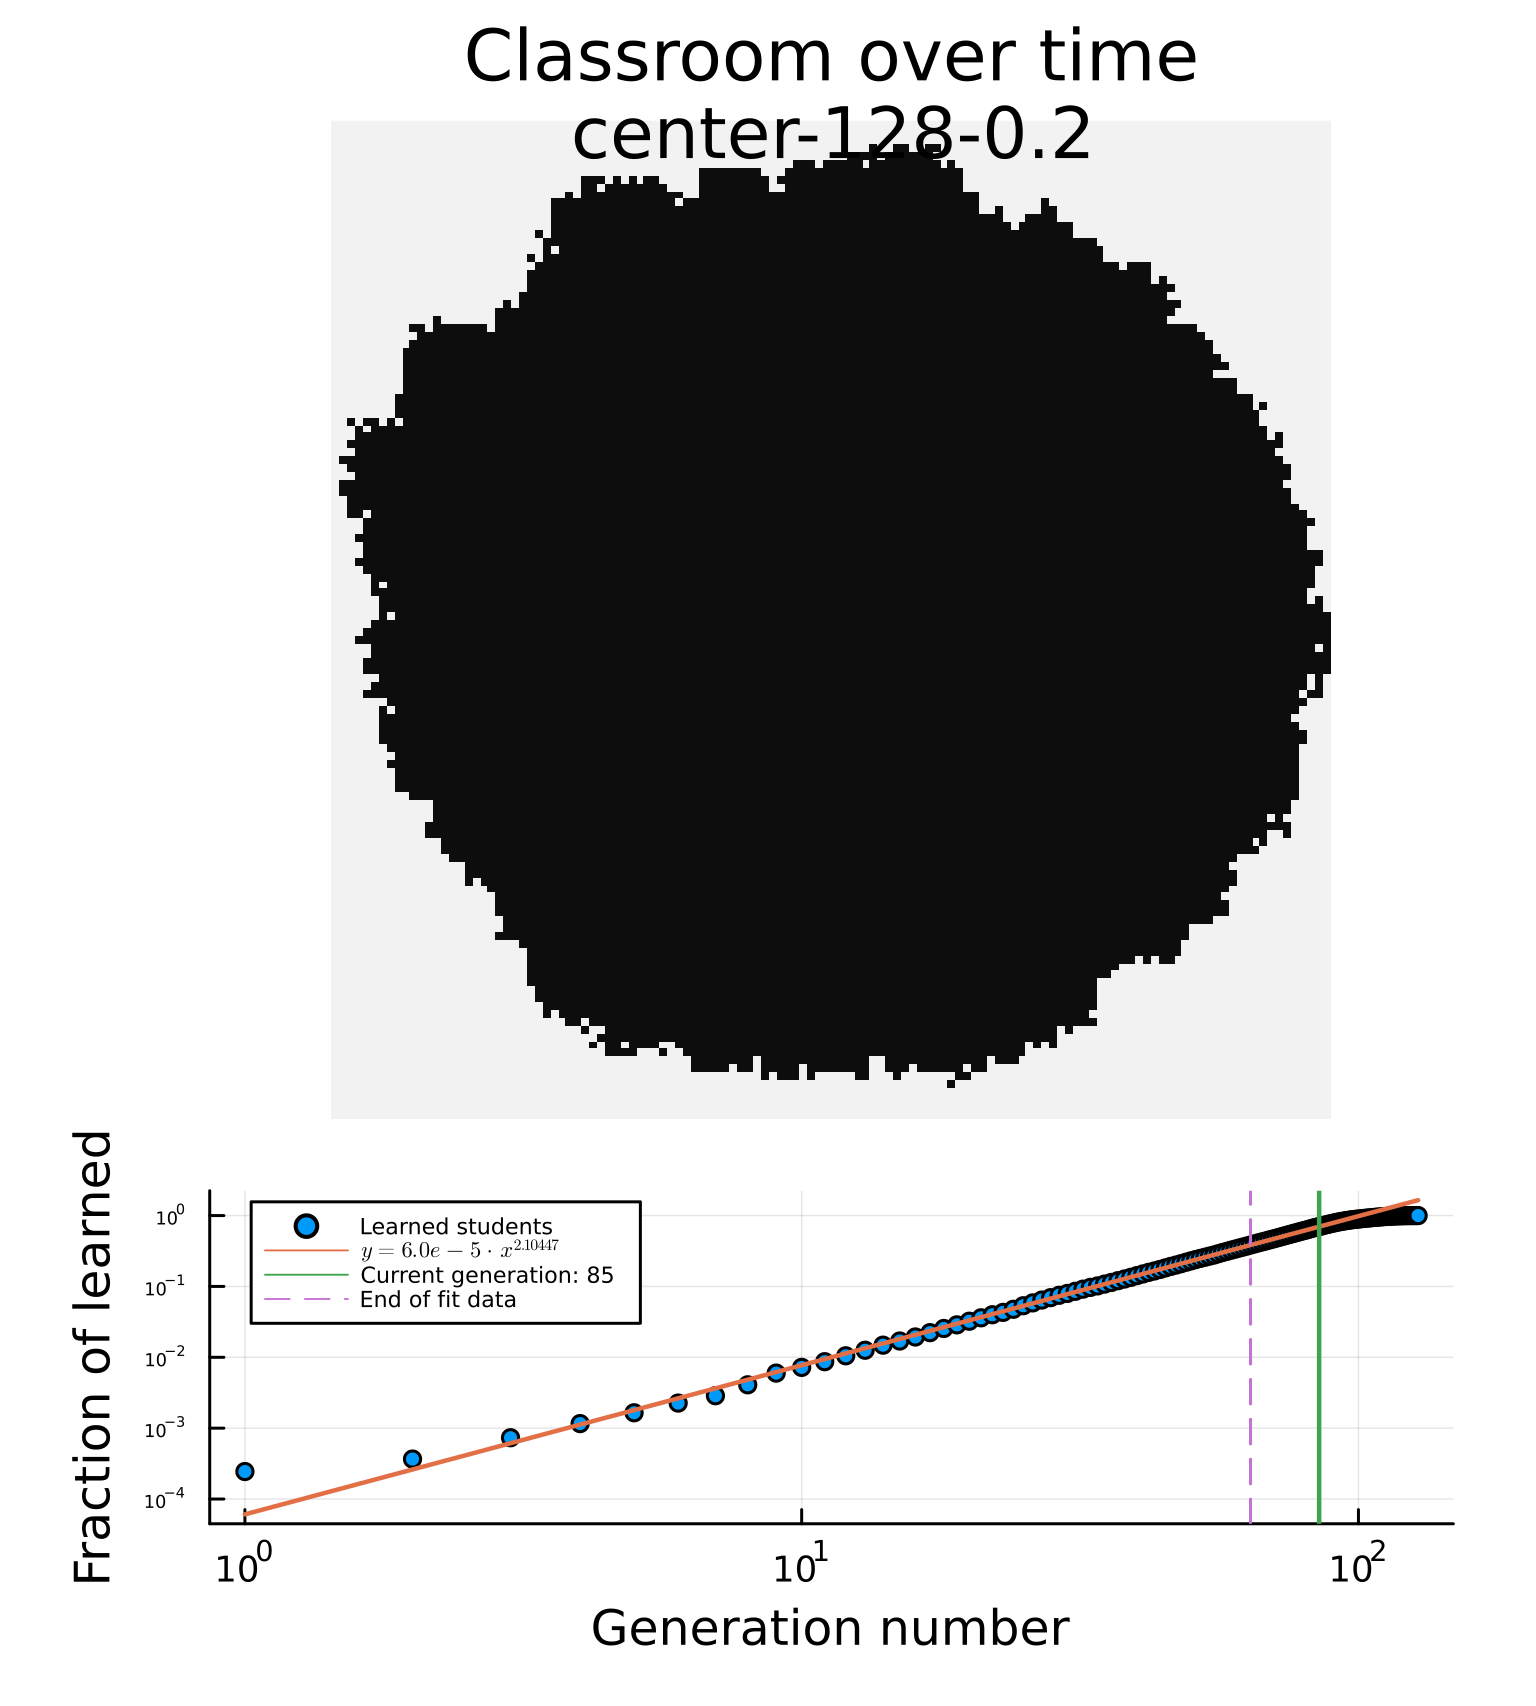 Classroom over time
center-128-0.2
Fraction of learned
10^0
10^-1
10^-2
10^-3
10^-4
Learned students
y = 6.0e − 5 · x^2.10447
Current generation: 85
End of fit data
10^0 10^1 10^2
Generation number